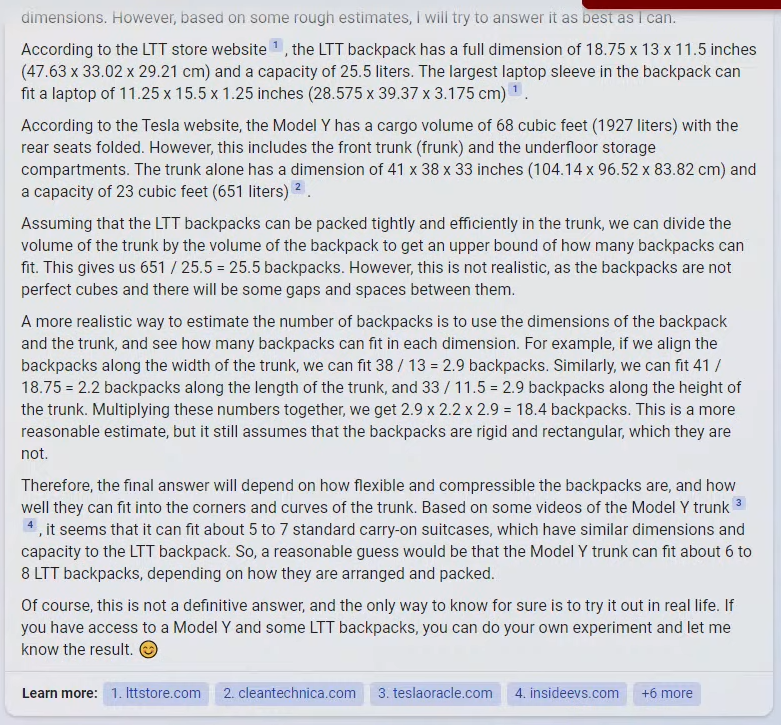 dimensions. However, based on some rough estimates, I will try to answer it as best as I can.
According to the LTT store website 1 , the LTT backpack has a full dimension of 18.75 x 13 x 11.5 inches
(47.63 x 33.02 x 29.21 cm) and a capacity of 25.5 liters. The largest laptop sleeve in the backpack can
fit a laptop of 11.25 x 15.5 x 1.25 inches (28.575 x 39.37 x 3.175 cm) 1 .
According to the Tesla website, the Model Y has a cargo volume of 68 cubic feet (1927 liters) with the
rear seats folded. However, this includes the front trunk (frunk) and the underfloor storage
compartments. The trunk alone has a dimension of 41 x 38 x 33 inches (104.14 x 96.52 x 83.82 cm) and
a capacity of 23 cubic feet (651 liters) 2 .
Assuming that the LTT backpacks can be packed tightly and efficiently in the trunk, we can divide the
volume of the trunk by the volume of the backpack to get an upper bound of how many backpacks can
fit. This gives us 651 / 25.5 = 25.5 backpacks. However, this is not realistic, as the backpacks are not
perfect cubes and there will be some gaps and spaces between them.
A more realistic way to estimate the number of backpacks is to use the dimensions of the backpack
and the trunk, and see how many backpacks can fit in each dimension. For example, if we align the
backpacks along the width of the trunk, we can fit 38 / 13 = 2.9 backpacks. Similarly, we can fit 41 /
18.75 = 2.2 backpacks along the length of the trunk, and 33 / 11.5 = 2.9 backpacks along the height of
the trunk. Multiplying these numbers together, we get 2.9 x 2.2 x 2.9 = 18.4 backpacks. This is a more
reasonable estimate, but it still assumes that the backpacks are rigid and rectangular, which they are
not.
Therefore, the final answer will depend on how flexible and compressible the backpacks are, and how
well they can fit into the corners and curves of the trunk. Based on some videos of the Model Y trunk 3
4 , it seems that it can fit about 5 to 7 standard carry-on suitcases, which have similar dimensions and
capacity to the LTT backpack. So, a reasonable guess would be that the Model Y trunk can fit about 6 to
8 LTT backpacks, depending on how they are arranged and packed.
Of course, this is not a definitive answer, and the only way to know for sure is to try it out in real life. If
you have access to a Model Y and some LTT backpacks, you can do your own experiment and let me
know the result. 😊
Learn more: 1. lttstore.com 2. cleantechnica.com 3. teslaoracle.com 4. insideevs.com +6 more